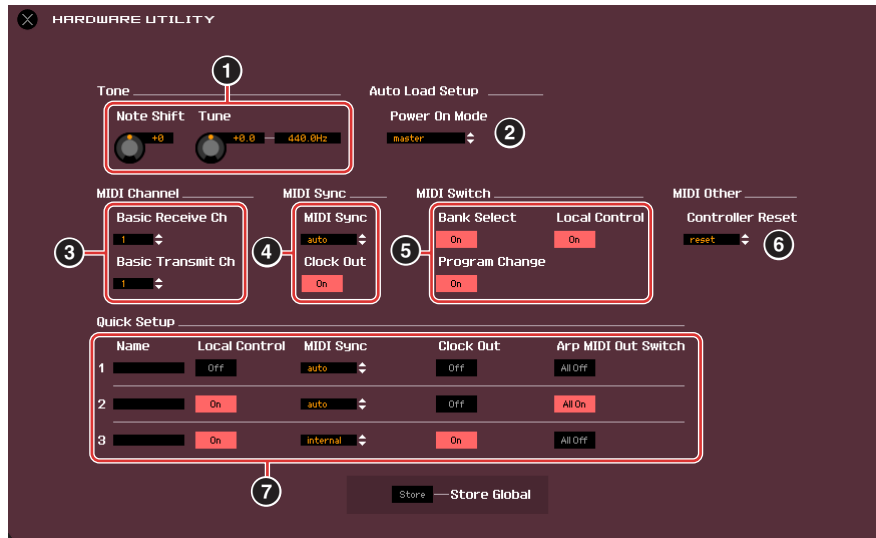 HARDWARE UTILITY
1
Tone
Auto Load Setup
Note Shift Tune
Power On Mode
+0 +0.0 440.0Hz
master
2
MIDI Channel MIDI Sync MIDI Switch MIDI Other
Basic Receive Ch MIDI Sync Bank Select Local Control Controller Reset
1 auto On On reset
3 4 5 6
Basic Transmit Ch Clock Out Program Change
1 On On
Quick Setup
Name Local Control MIDI Sync Clock Out Arp MIDI Out Switch
1 Off auto Off All Off
2 On auto Off All On
3 On internal On All Off
7
Store Store Global